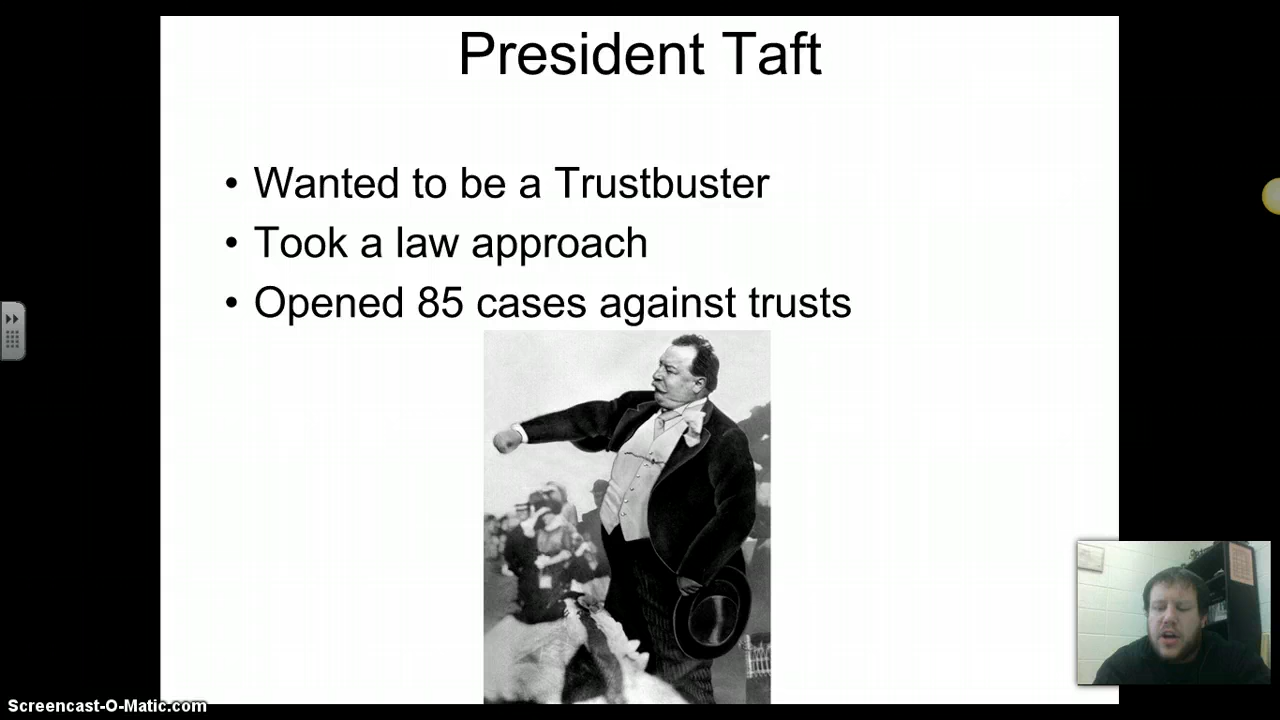 President Taft
• Wanted to be a Trustbuster
• Took a law approach
• Opened 85 cases against trusts
Screencast-O-Matic.com